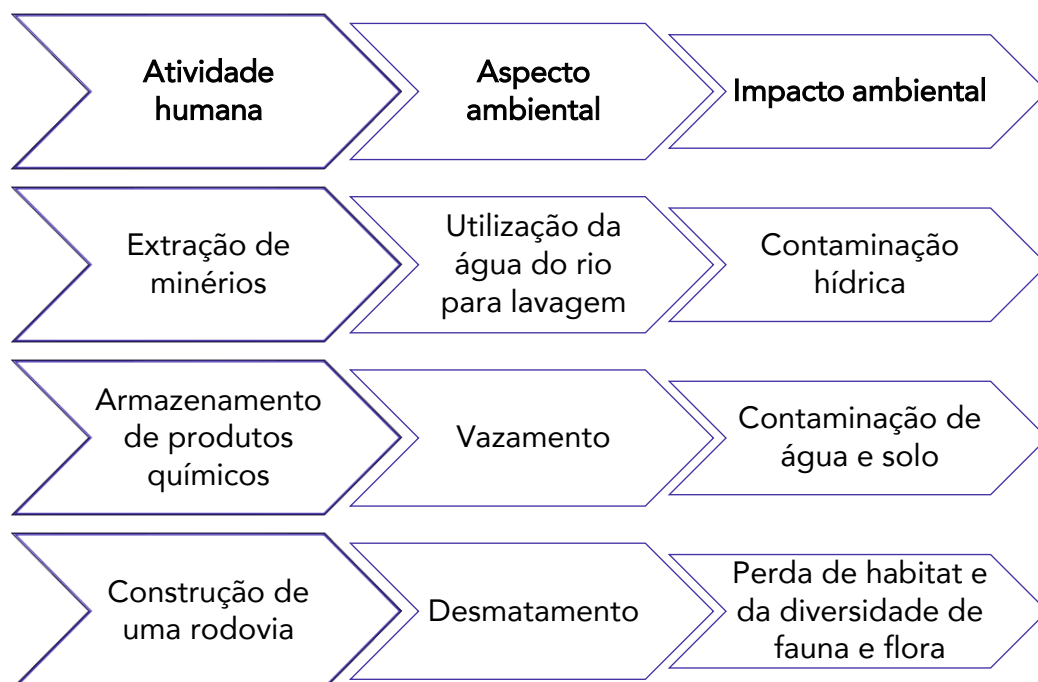 Atividade
humana
Aspecto
ambiental
Impacto ambiental
Extração de
minérios
Utilização da
água do rio
para lavagem
Contaminação
hídrica
Armazenamento
de produtos
químicos
Vazamento
Contaminação de
água e solo
Construção de
uma rodovia
Desmatamento
Perda de habitat e
da diversidade de
fauna e flora